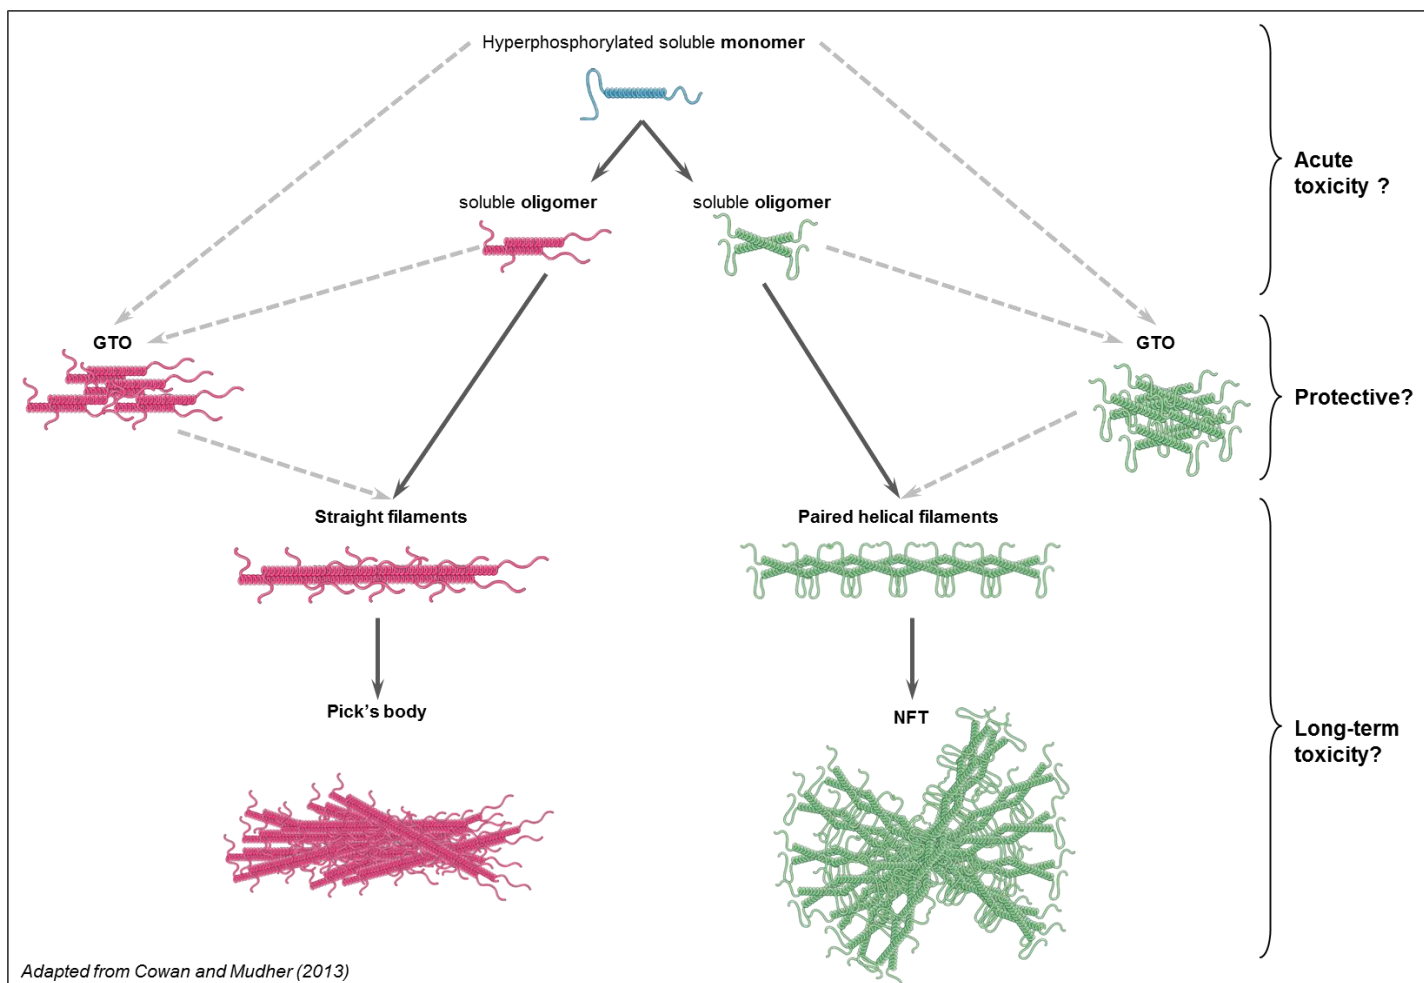 Hyperphosphorylated soluble monomer
Acute
toxicity ?
soluble oligomer
soluble oligomer
GTO
GTO
Protective?
Straight filaments
Paired helical filaments
Pick's body
NFT
Long-term
toxicity?
Adapted from Cowan and Mudher (2013)